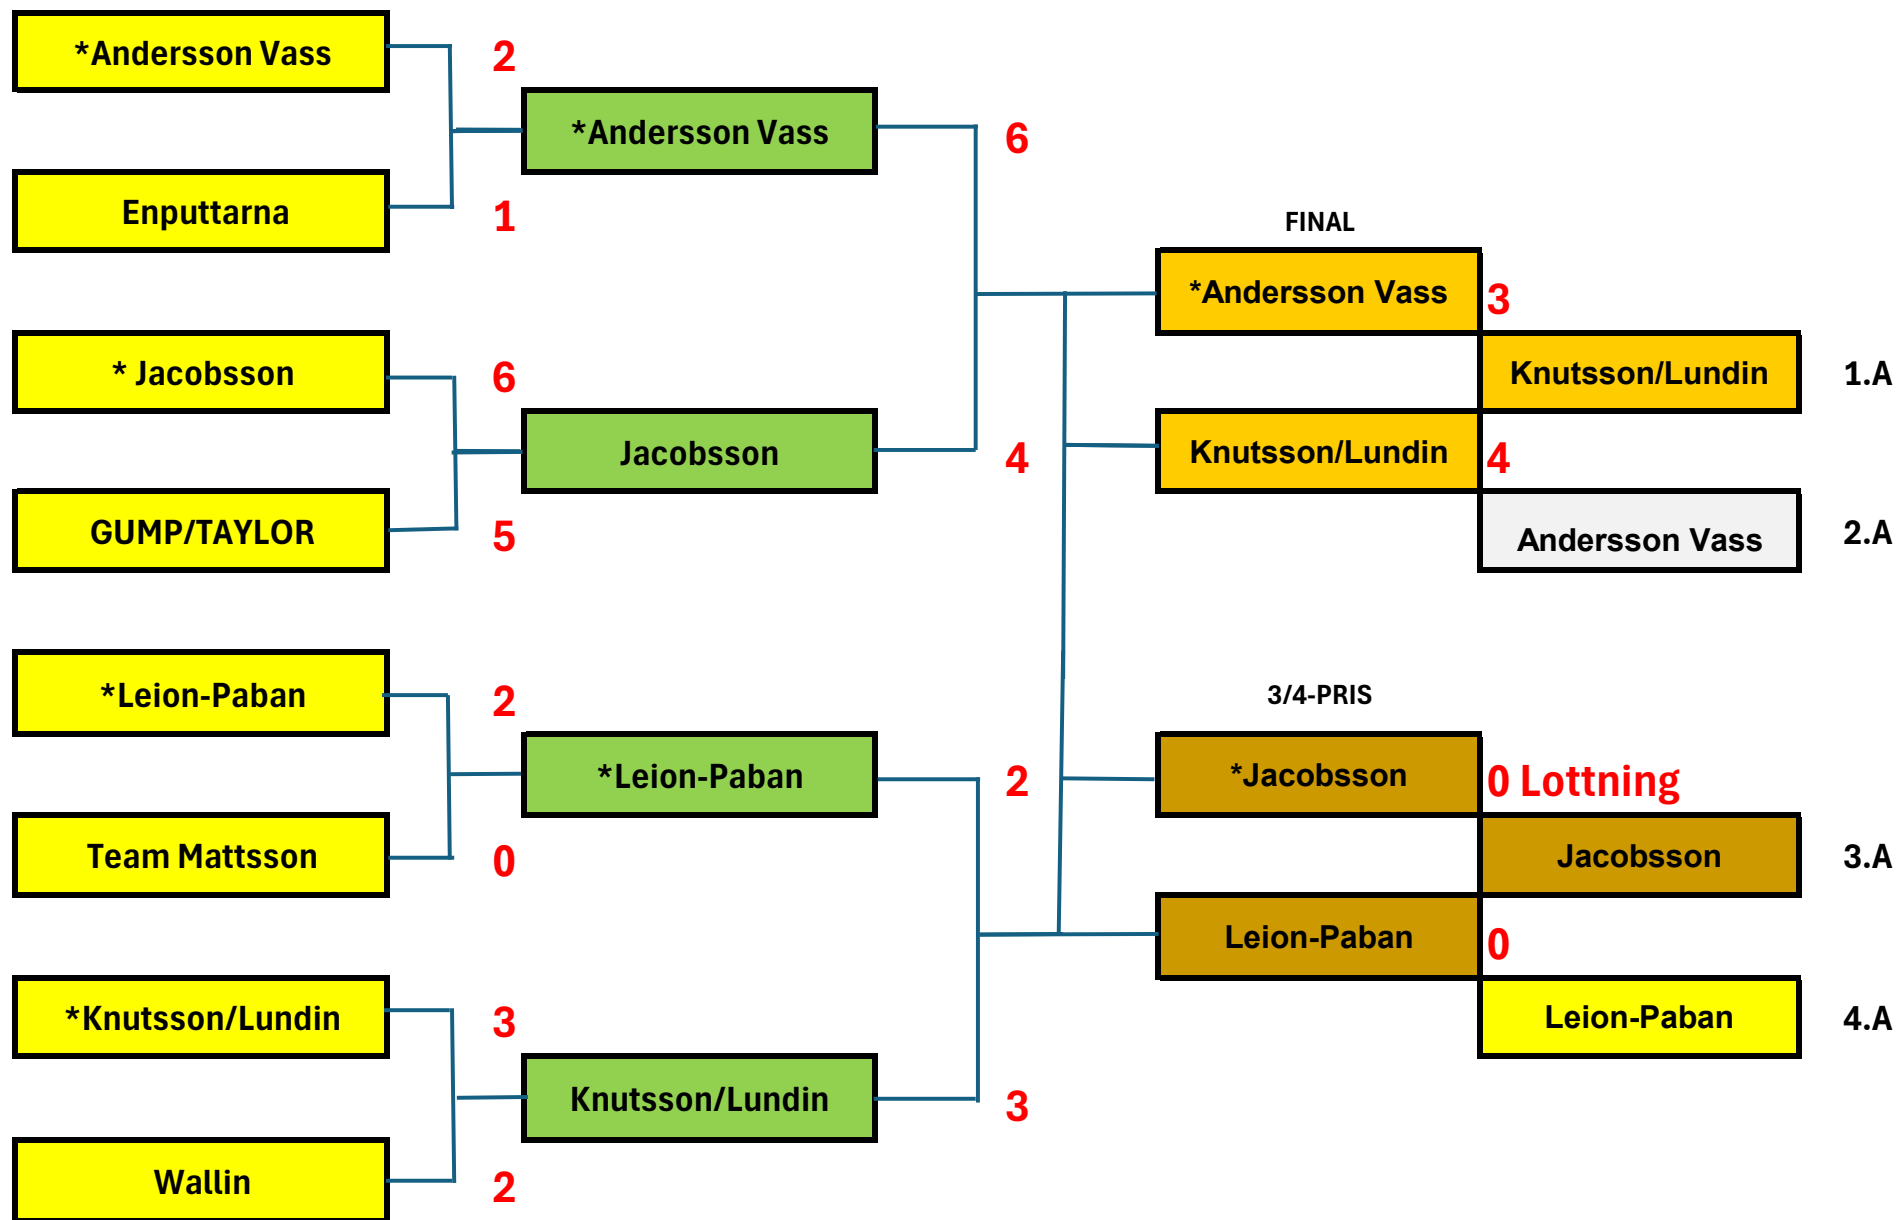 *Andersson Vass
2
*Andersson Vass
6
Enputtarna
1
FINAL
*Andersson Vass
3
* Jacobsson
6
Knutsson/Lundin
1.A
Jacobsson
4
Knutsson/Lundin
4
GUMP/TAYLOR
5
Andersson Vass
2.A
*Leion-Paban
2
3/4-PRIS
*Leion-Paban
2
*Jacobsson
0 Lottning
Team Mattsson
0
Jacobsson
3.A
Leion-Paban
0
*Knutsson/Lundin
3
Leion-Paban
4.A
Knutsson/Lundin
3
Wallin
2